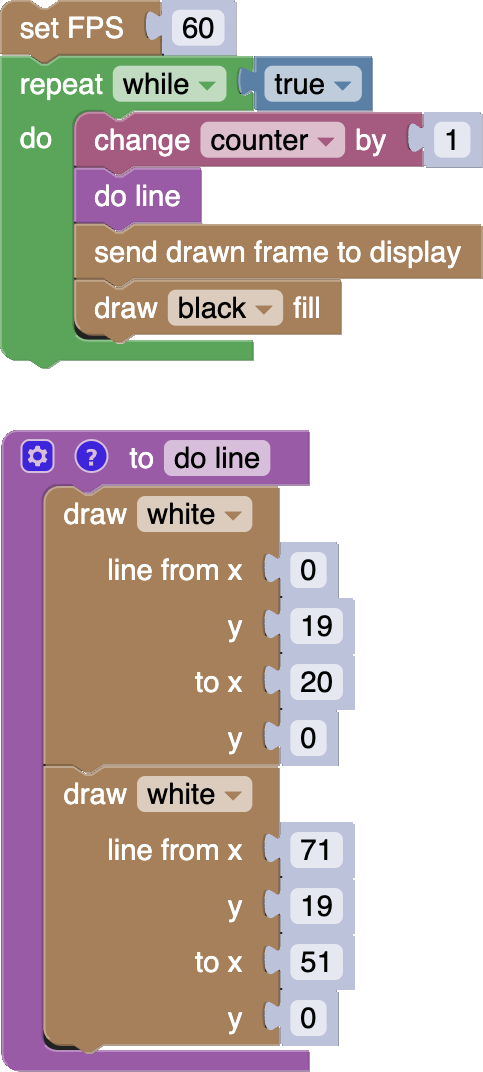 set FPS 60
repeat while true
do change counter by 1
do line
send drawn frame to display
draw black fill
? to do line
draw white
line from x 0
y 19
to x 20
y 0
draw white
line from x 71
y 19
to x 51
y 0